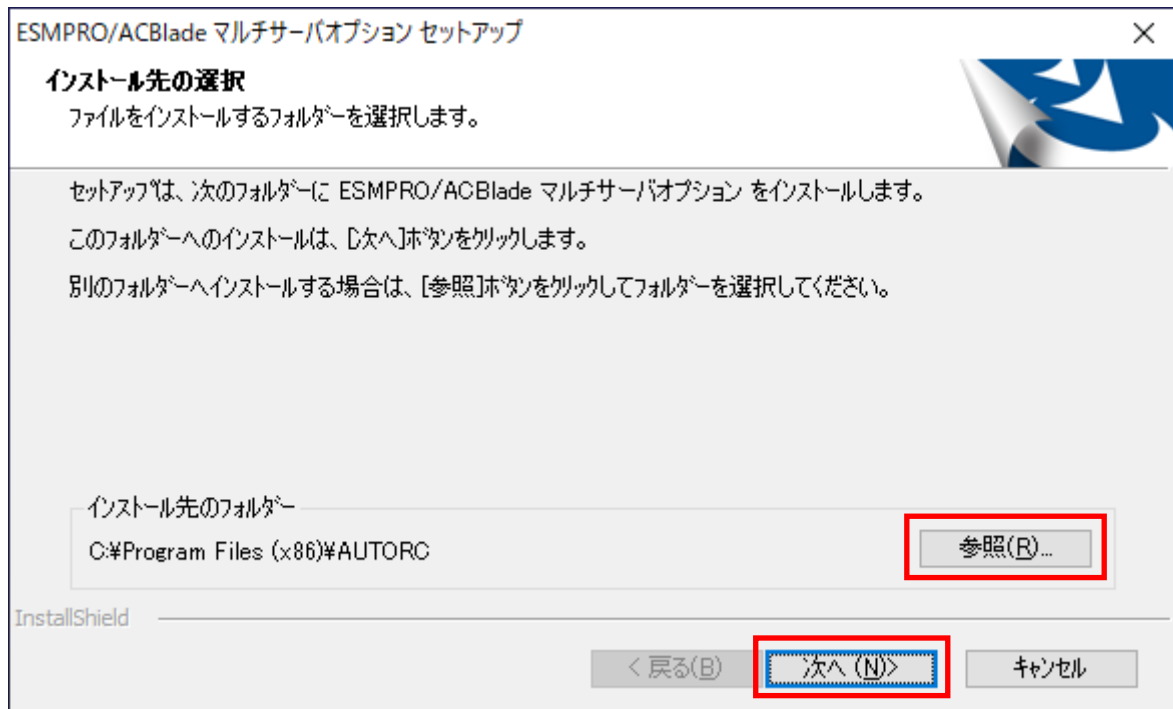 ESMPRO/ACBlade マルチサーバオプション セットアップ
インストール先の選択
ファイルをインストールするフォルダーを選択します。
セットアップは、次のフォルダーに ESMPRO/ACBlade マルチサーバオプション をインストールします。
このフォルダーへのインストールは、[次へ]ボタンをクリックします。
別のフォルダーへインストールする場合は、[参照]ボタンをクリックしてフォルダーを選択してください。
インストール先のフォルダー
C:¥Program Files (x86)¥AUTORC
参照(R)...
InstallShield
< 戻る(B)
次へ (N)>
キャンセル